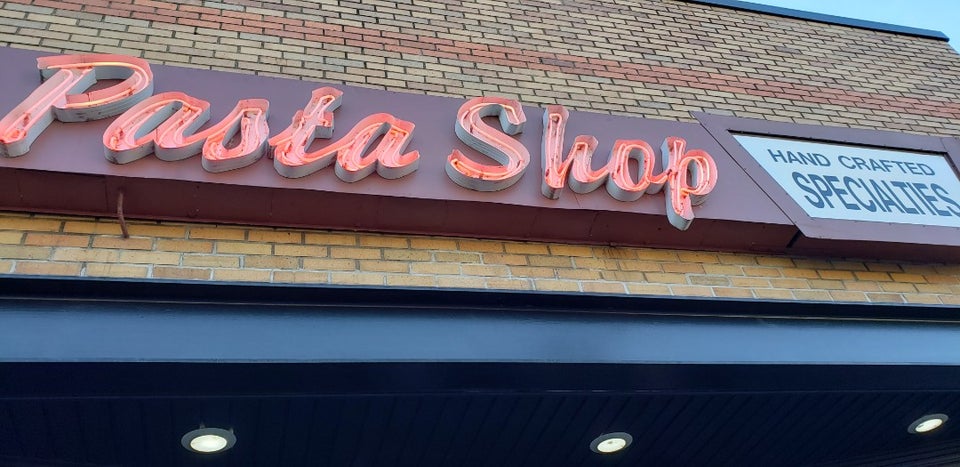 Pasta Shop
HAND CRAFTED
SPECIALTIES